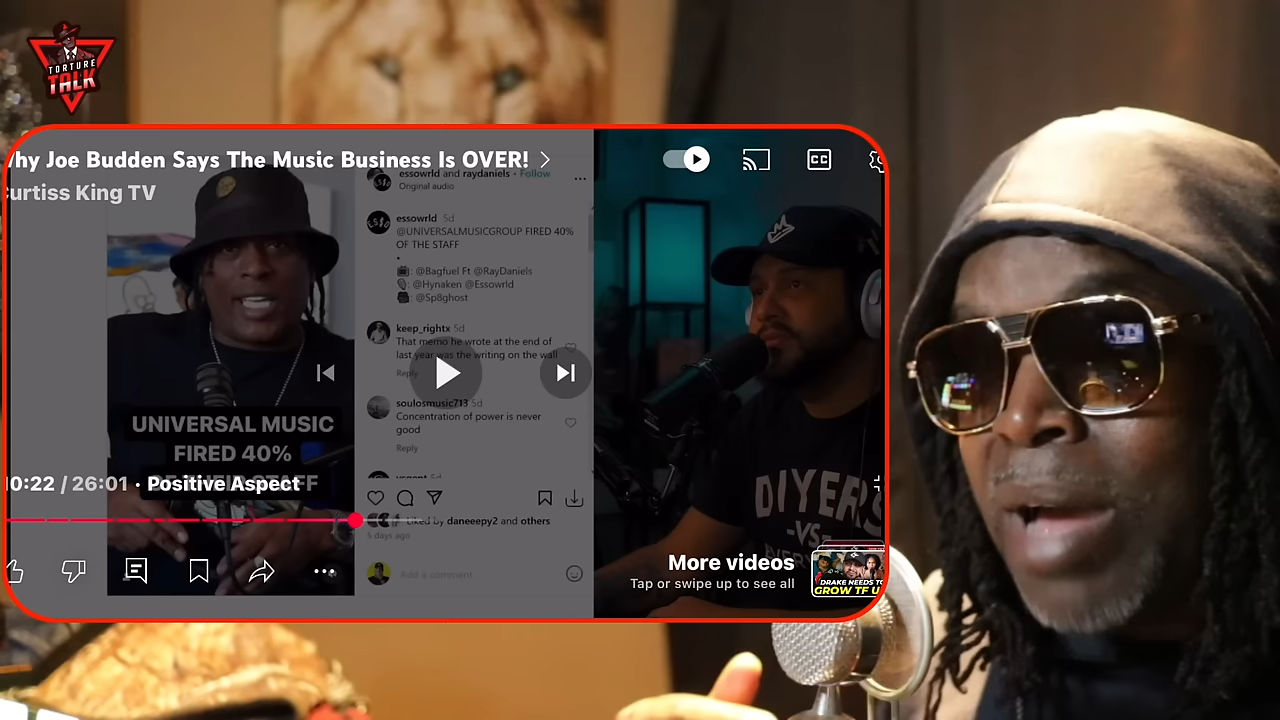 TORTURE
TALK
hy Joe Budden Says The Music Business Is OVER!
urtiss King TV
CC
essowrld and raydaniels • Follow
Original audio
essowrld 5d
@UNIVERSALMUSICGROUP FIRED 40%
OF THE STAFF
•
: @Bagfuel Ft @RayDaniels
: @Hynaken @Essowrld
: @Sp8ghost
keep_rightx 5d
That memo he wrote at the end of
last year was the writing on the wall
Reply
soulosmusic713 5d
Concentration of power is never
good
Reply
UNIVERSAL MUSIC
FIRED 40%
10:22 / 26:01 • Positive Aspect
Liked by daneeepy2 and others
5 days ago
Add a comment...
DIYERS
-VS-
More videos
Tap or swipe up to see all
DRAKE NEEDS TO
GROW TF U